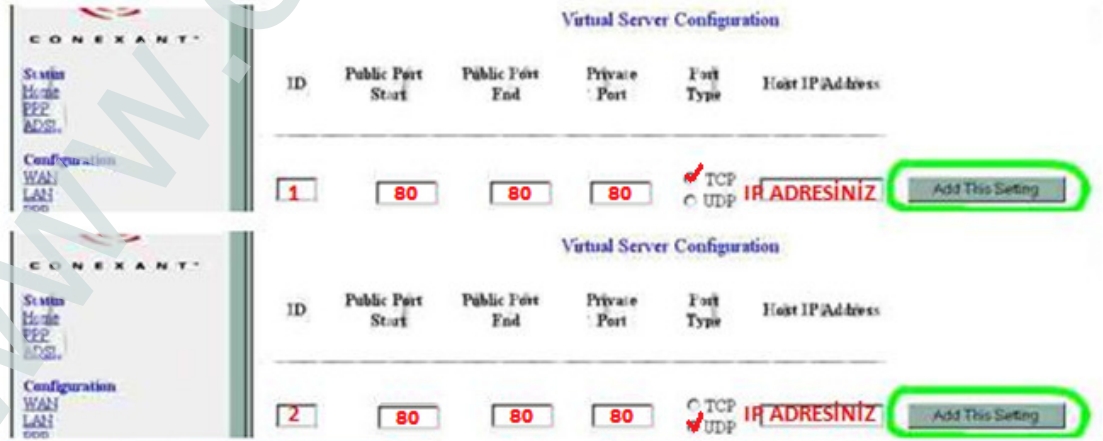 CONEXANT
Virtual Server Configuration
Status
Home
PPP
ADSL
ID Public Port Start Public Port End Private Port Port Type Host IP Address
Configuration
WAN
LAN
PPP
1 80 80 80 TCP UDP IP ADRESİNİZ Add This Setting
CONEXANT
Virtual Server Configuration
Status
Home
PPP
ADSL
ID Public Port Start Public Port End Private Port Port Type Host IP Address
Configuration
WAN
LAN
PPP
2 80 80 80 TCP UDP IP ADRESİNİZ Add This Setting